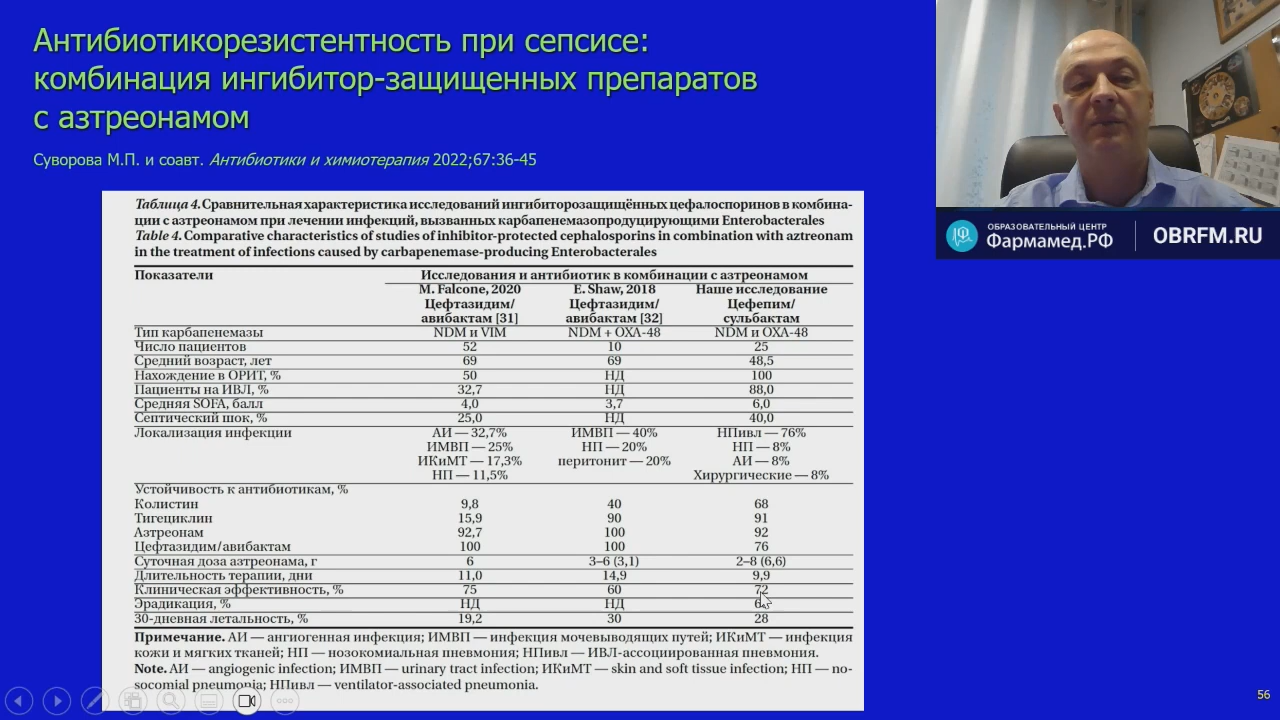 Антибиотикорезистентность при сепсисе:
комбинация ингибитор-защищенных препаратов
с азтреонамом
Суворова М.П. и соавт. Антибиотики и химиотерапия 2022;67:36-45
ОБРАЗОВАТЕЛЬНЫЙ ЦЕНТР
Фармамед.РФ
OBRFM.RU
Таблица 4. Сравнительная характеристика исследований ингибиторозащищённых цефалоспоринов в комбина-
ции с азтреонамом при лечении инфекций, вызванных карбапенемазопродуцирующими Enterobacterales
Table 4. Comparative characteristics of studies of inhibitor-protected cephalosporins in combination with aztreonam
in the treatment of infections caused by carbapenemase-producing Enterobacterales
Показатели Исследования и антибиотик в комбинации с азтреонамом
M. Falcone, 2020 E. Shaw, 2018 Наше исследование
Цефтазидим/ Цефтазидим/ Цефепим/
авибактам [31] авибактам [32] сульбактам
Тип карбапенемазы NDM и VIM NDM + OXA-48 NDM и OXA-48
Число пациентов 52 10 25
Средний возраст, лет 69 69 48,5
Нахождение в ОРИТ, % 50 НД 100
Пациенты на ИВЛ, % 32,7 НД 88,0
Средняя SOFA, балл 4,0 3,7 6,0
Септический шок, % 25,0 НД 40,0
Локализация инфекции АИ — 32,7% ИМВП — 40% НПивл — 76%
ИМВП — 25% НП — 20% НП — 8%
ИКиМТ — 17,3% перитонит — 20% АИ — 8%
НП — 11,5% Хирургические — 8%
Устойчивость к антибиотикам, %
Колистин 9,8 40 68
Тигециклин 15,9 90 91
Азтреонам 92,7 100 92
Цефтазидим/авибактам 100 100 76
Суточная доза азтреонама, г 6 3–6 (3,1) 2–8 (6,6)
Длительность терапии, дни 11,0 14,9 9,9
Клиническая эффективность, % 75 60 72
Эрадикация, % НД НД
30-дневная летальность, % 19,2 30 28
Примечание. АИ — ангиогенная инфекция; ИМВП — инфекция мочевыводящих путей; ИКиМТ — инфекция
кожи и мягких тканей; НП — нозокомиальная пневмония; НПивл — ИВЛ-ассоциированная пневмония.
Note. АИ — angiogenic infection; ИМВП — urinary tract infection; ИКиМТ — skin and soft tissue infection; НП — no-
socomial pneumonia; НПивл — ventilator-associated pneumonia.
56